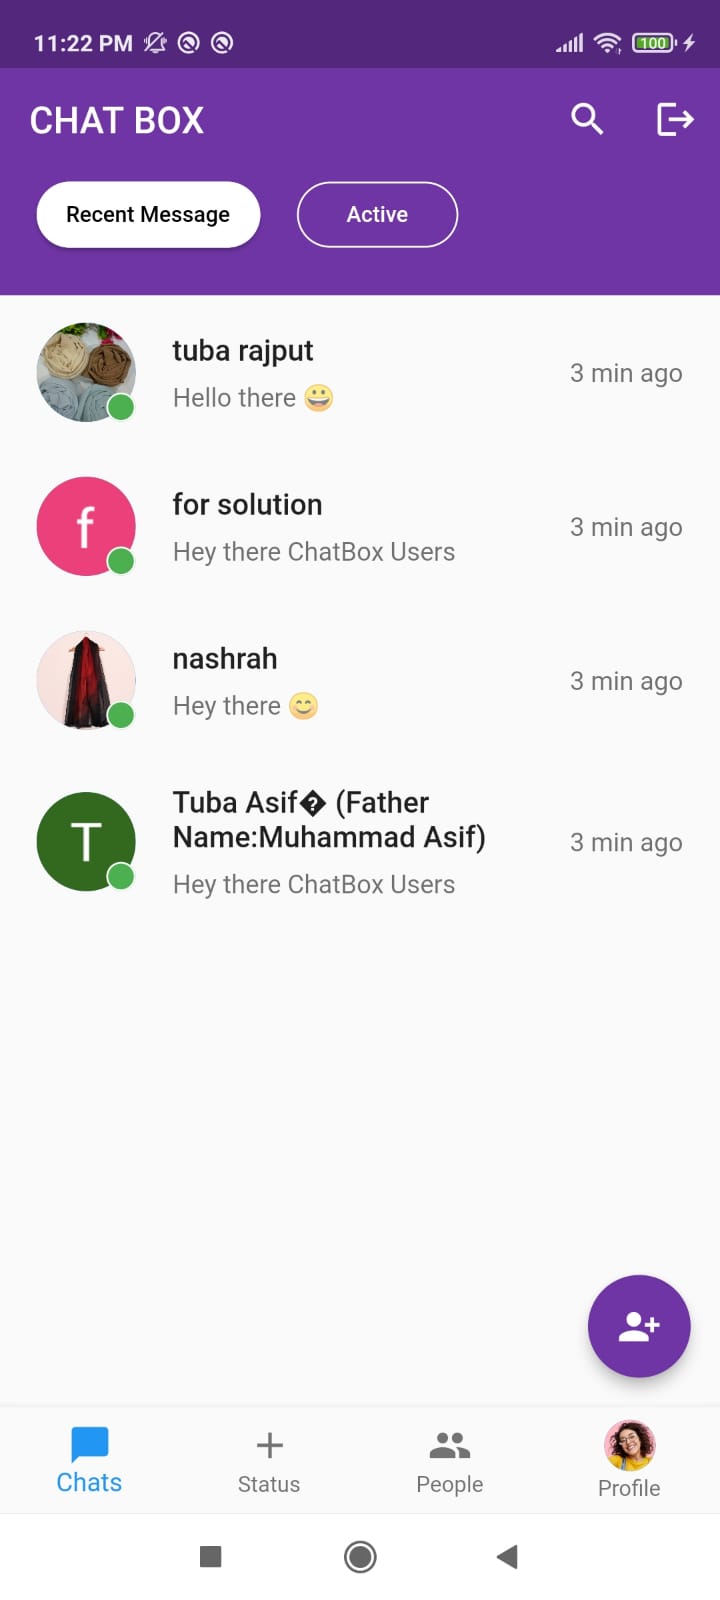 11:22 PM
100
CHAT BOX
Recent Message
Active
tuba rajput
Hello there 😀
3 min ago
f
for solution
Hey there ChatBox Users
3 min ago
nashrah
Hey there 😊
3 min ago
T
Tuba Asif� (Father
Name:Muhammad Asif)
Hey there ChatBox Users
3 min ago
Chats
Status
People
Profile